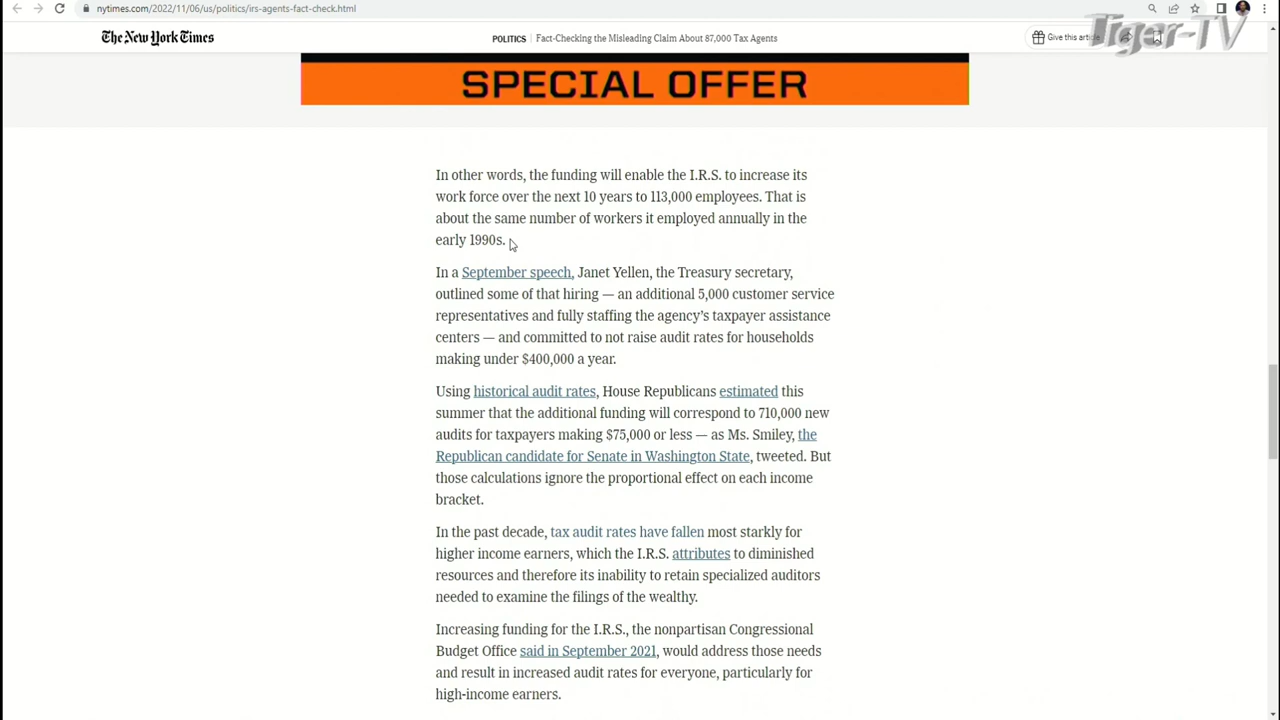 nytimes.com/2022/11/06/us/politics/irs-agents-fact-check.html
The New York Times
POLITICS | Fact-Checking the Misleading Claim About 87,000 Tax Agents
Give this article
Tiger-TV
SPECIAL OFFER
In other words, the funding will enable the I.R.S. to increase its
work force over the next 10 years to 113,000 employees. That is
about the same number of workers it employed annually in the
early 1990s.
In a September speech, Janet Yellen, the Treasury secretary,
outlined some of that hiring — an additional 5,000 customer service
representatives and fully staffing the agency’s taxpayer assistance
centers — and committed to not raise audit rates for households
making under $400,000 a year.
Using historical audit rates, House Republicans estimated this
summer that the additional funding will correspond to 710,000 new
audits for taxpayers making $75,000 or less — as Ms. Smiley, the
Republican candidate for Senate in Washington State, tweeted. But
those calculations ignore the proportional effect on each income
bracket.
In the past decade, tax audit rates have fallen most starkly for
higher income earners, which the I.R.S. attributes to diminished
resources and therefore its inability to retain specialized auditors
needed to examine the filings of the wealthy.
Increasing funding for the I.R.S., the nonpartisan Congressional
Budget Office said in September 2021, would address those needs
and result in increased audit rates for everyone, particularly for
high-income earners.